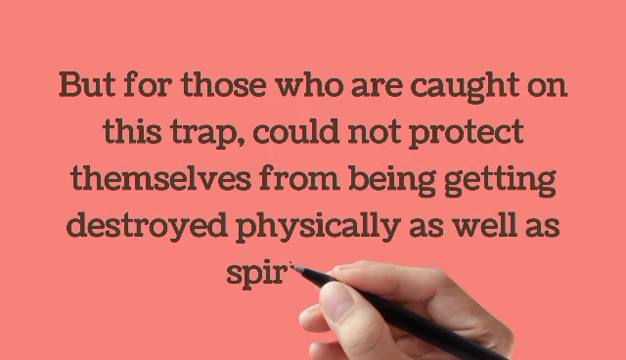 But for those who are caught on
this trap, could not protect
themselves from being getting
destroyed physically as well as
spir